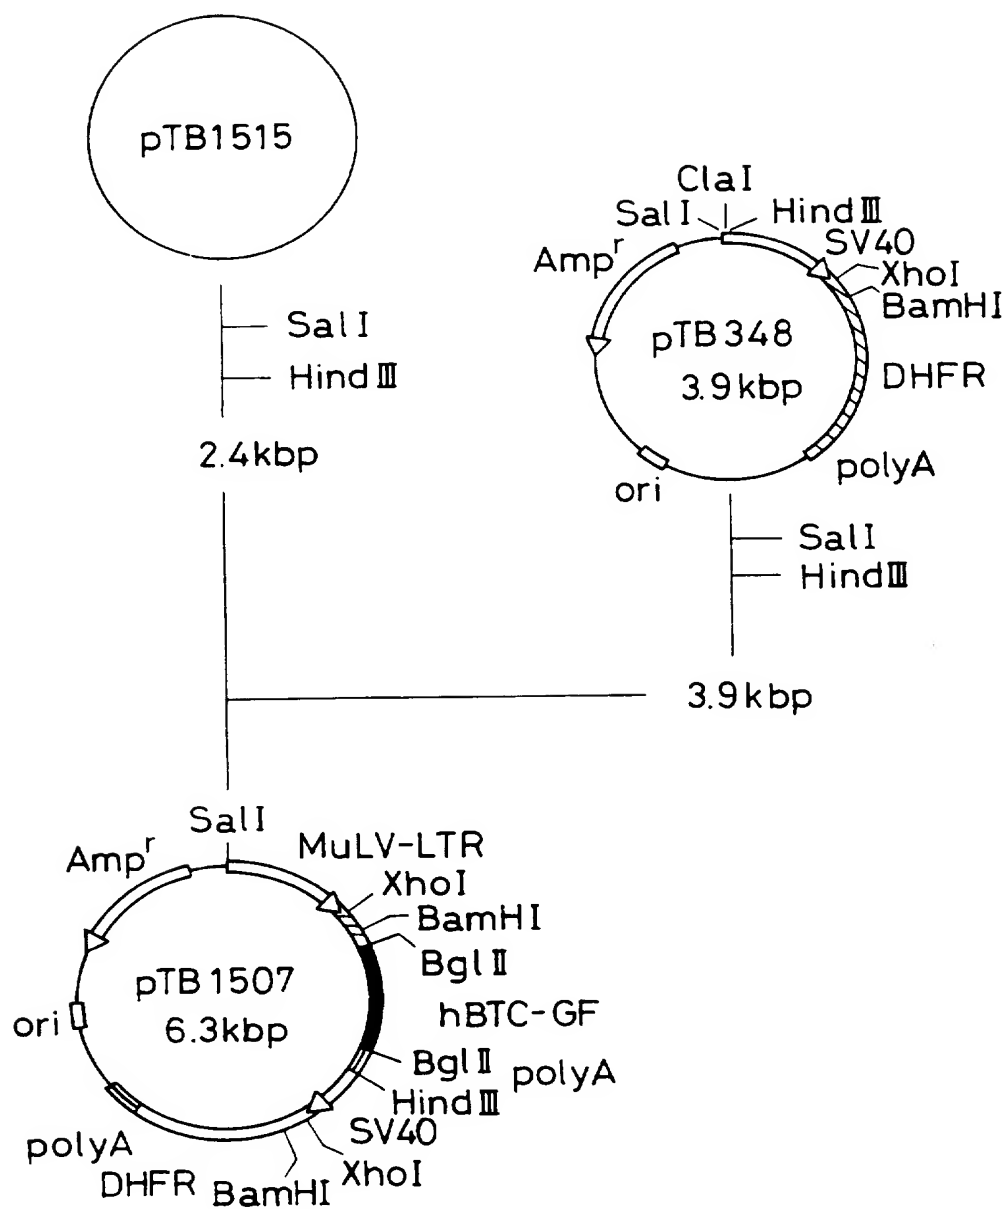 pTB1515
SalI
HindIII
2.4kbp
ClaI
SalI
HindIII
Ampr
SV40
XhoI
BamHI
pTB348
3.9kbp
DHFR
polyA
ori
SalI
HindIII
3.9kbp
SalI
Ampr
MuLV-LTR
XhoI
BamHI
BglII
pTB1507
6.3kbp
hBTC-GF
ori
BglII
polyA
HindIII
SV40
XhoI
polyA
DHFR
BamHI